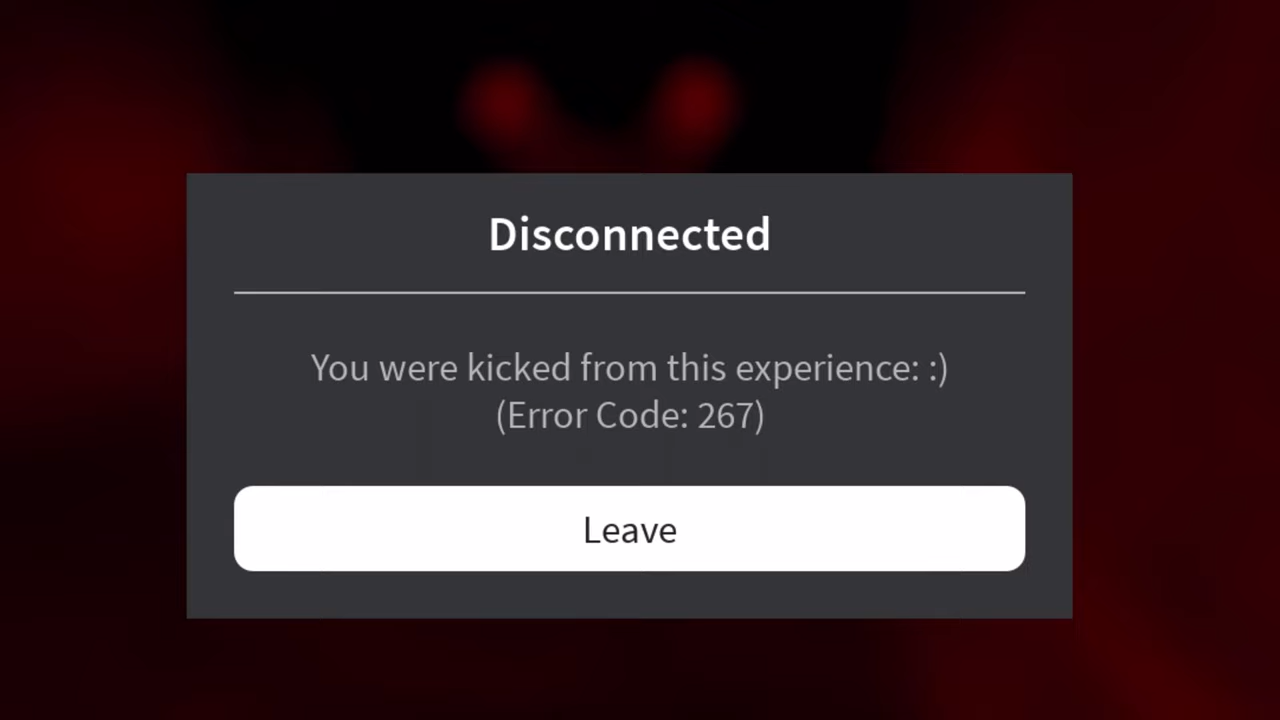 Disconnected
You were kicked from this experience: :)
(Error Code: 267)
Leave